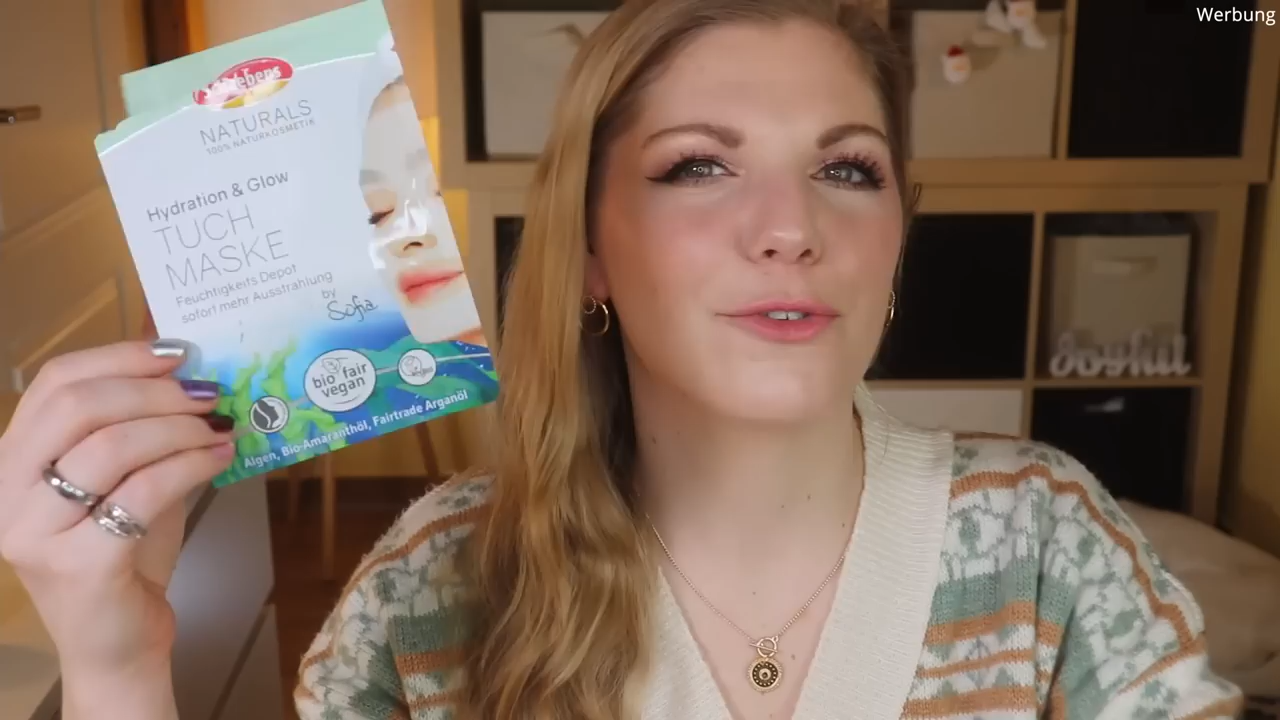 Werbung
NATURALS
100% NATURKOSMETIK
Hydration & Glow
TUCH
MASKE
Feuchtigkeits Depot
sofort mehr Ausstrahlung
by
Sofia
bio fair
vegan
Algen, Bio-Amaranthöl, Fairtrade Arganöl
Joyful